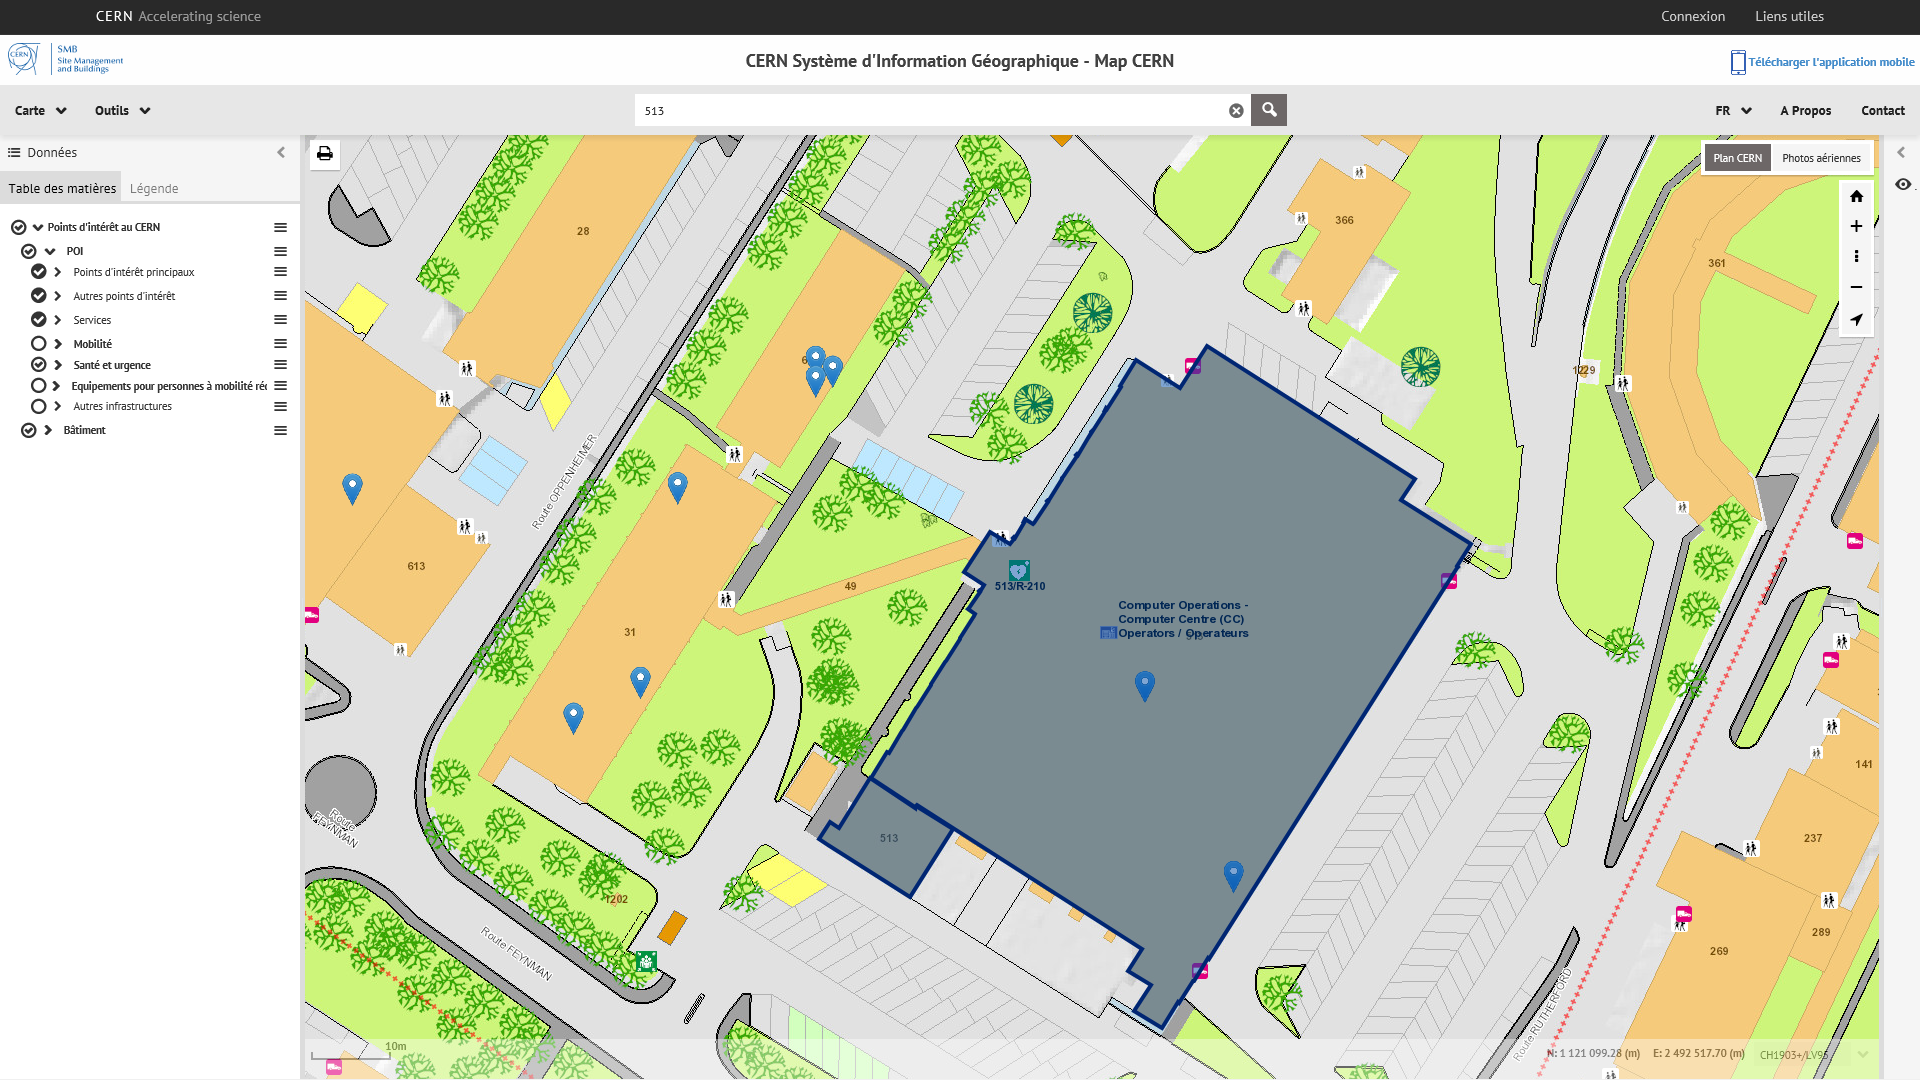 CERN Accelerating science
Connexion
Liens utiles
CERN
SMB
Site Management
and Buildings
CERN Système d'Information Géographique - Map CERN
Télécharger l'application mobile
Carte
Outils
513
FR
A Propos
Contact
Données
Table des matières
Légende
Plan CERN
Photos aériennes
Points d'intérêt au CERN
POI
Points d'intérêt principaux
Autres points d'intérêt
Services
Mobilité
Santé et urgence
Equipements pour personnes à mobilité réc
Autres infrastructures
Bâtiment
28
366
361
1229
Route OPPENHEIMER
613
49
31
513/R-210
Computer Operations -
Computer Centre (CC)
Operators / Operateurs
513
141
237
289
269
1202
Route
FEYNMAN
Route FEYNMAN
Route RUTHERFORD
10m
N: 1 121 099.28 (m)
E: 2 492 517.70 (m)
CH1903+/LV95